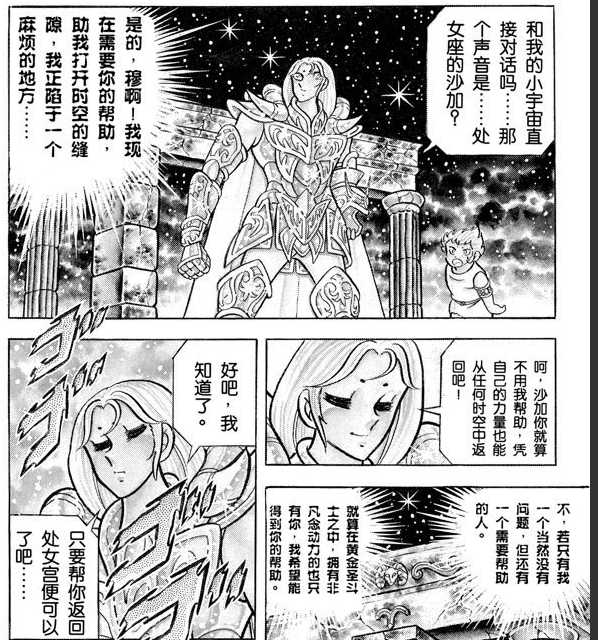 和我的小宇宙直
接对话吗……那
个声音是……处
女座的沙加？
是的，穆啊！我现
在需要你的帮助，
助我打开时空的缝
隙，我正陷于一个
麻烦的地方……
呵，沙加你就算
不用我帮助，凭
自己的力量也能
从任何时空中返
回吧！
不，若只有我
一个当然没有
问题，但还有
一个需要帮助
的人。
就算在黄金圣斗
士之中，拥有非
凡念动力的也只
有你，我希望能
得到你的帮助。
好吧，我
知道了。
ゴゴゴ
ゴゴゴ
只要帮你返回
处女宫便可以
了吧……